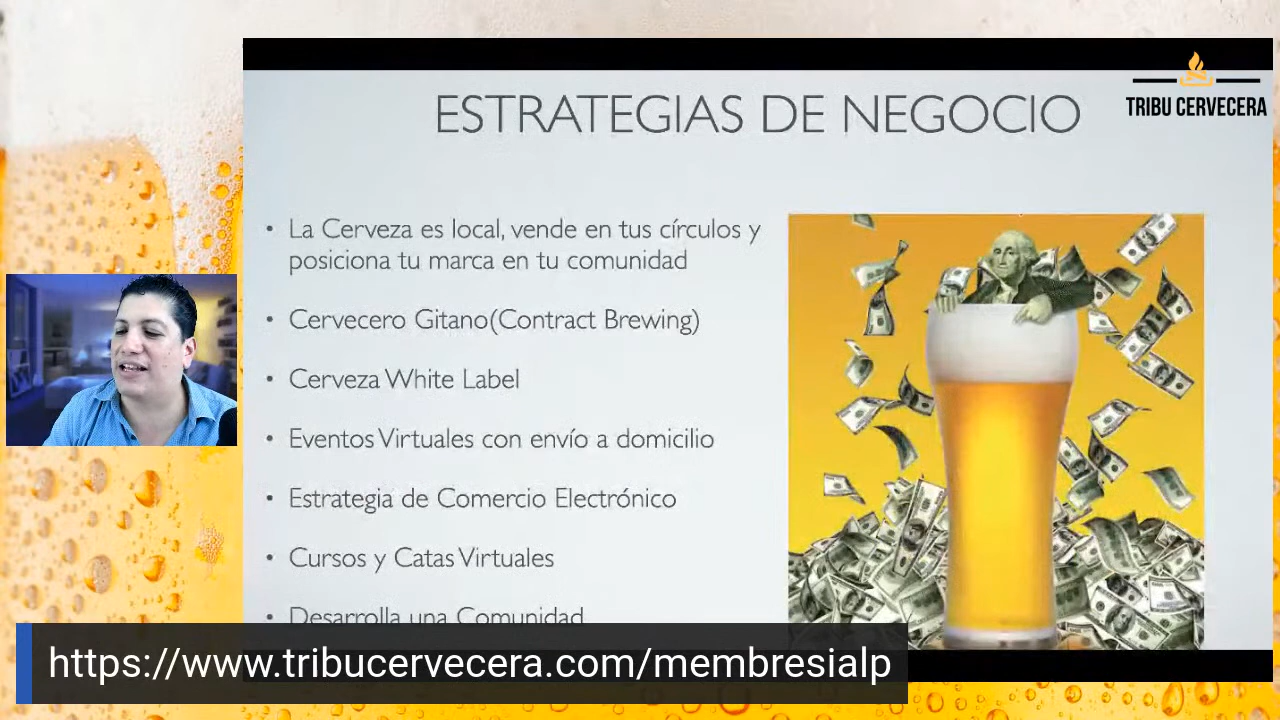 ESTRATEGIAS DE NEGOCIO
TRIBU CERVECERA
• La Cerveza es local, vende en tus círculos y
posiciona tu marca en tu comunidad
• Cervecero Gitano(Contract Brewing)
• Cerveza White Label
• Eventos Virtuales con envío a domicilio
• Estrategia de Comercio Electrónico
• Cursos y Catas Virtuales
• Desarrolla una Comunidad
https://www.tribucervecera.com/membresialp